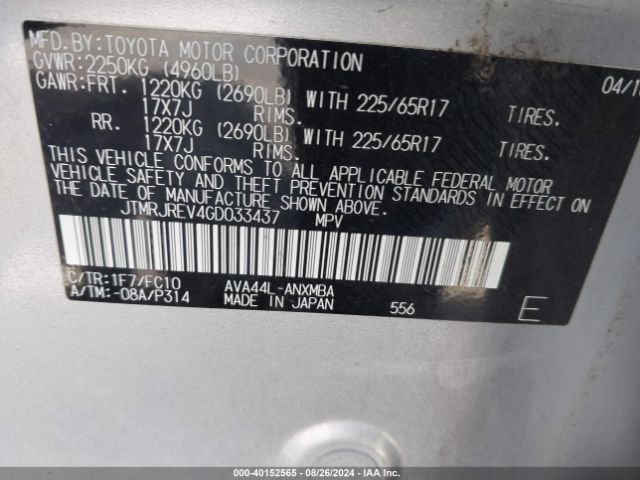 MFD.BY:TOYOTA MOTOR CORPORATION 04/16
GVWR:2250KG (4960LB)
GAWR:FRT. 1220KG (2690LB) WITH 225/65R17 TIRES.
17X7J RIMS.
RR. 1220KG (2690LB) WITH 225/65R17 TIRES.
17X7J RIMS.
THIS VEHICLE CONFORMS TO ALL APPLICABLE FEDERAL MOTOR
VEHICLE SAFETY AND THEFT PREVENTION STANDARDS IN EFFECT ON
THE DATE OF MANUFACTURE SHOWN ABOVE.
JTMRJREV4GD033437 MPV
C/TR:1F7/FC10 AVA44L-ANXMBA
A/TM:-08A/P314 MADE IN JAPAN 556 E
000-40152565 - 08/26/2024 - IAA Inc.